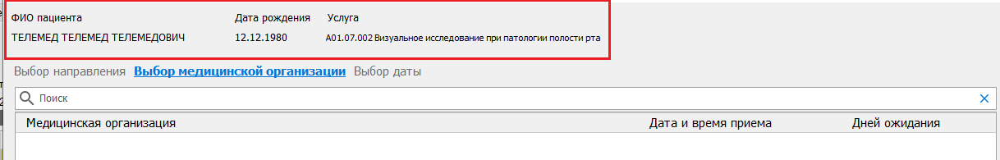 ФИО пациента Дата рождения Услуга
ТЕЛЕМЕД ТЕЛЕМЕД ТЕЛЕМЕДОВИЧ 12.12.1980 A01.07.002 Визуальное исследование при патологии полости рта
Выбор направления Выбор медицинской организации Выбор даты
Поиск
Медицинская организация Дата и время приема Дней ожидания